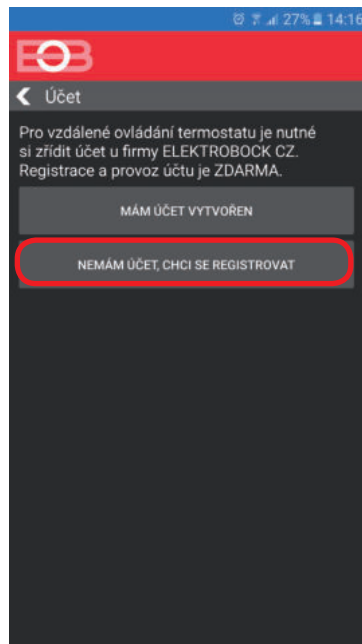 27% 14:16
EOB
Účet
Pro vzdálené ovládání termostatu je nutné
si zřídit účet u firmy ELEKTROBOCK CZ.
Registrace a provoz účtu je ZDARMA.
MÁM ÚČET VYTVOŘEN
NEMÁM ÚČET, CHCI SE REGISTROVAT